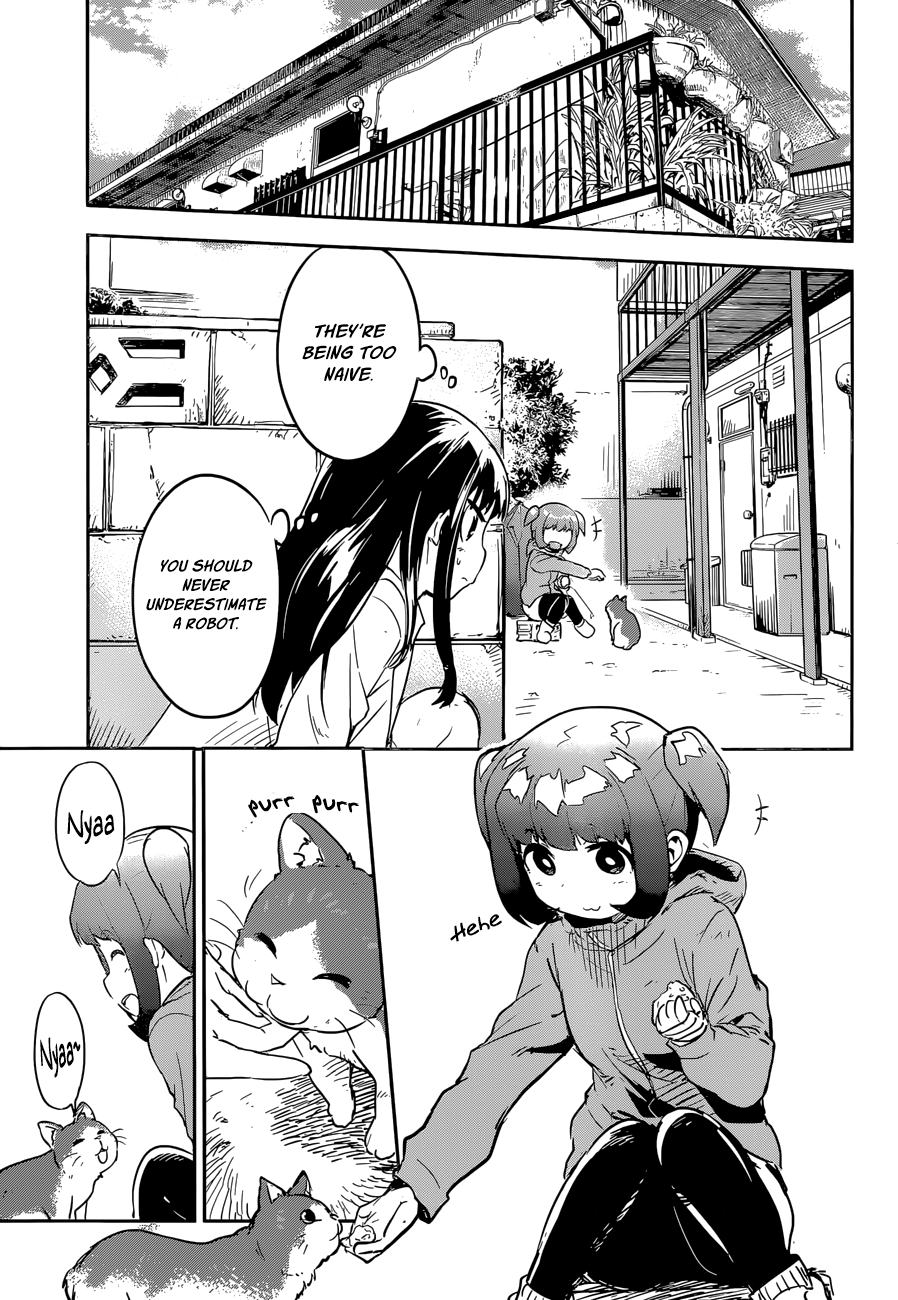 THEY'RE
BEING TOO
NAIVE.
YOU SHOULD
NEVER
UNDERESTIMATE
A ROBOT.
Hehe
purr purr
Nyaa
Nyaa~